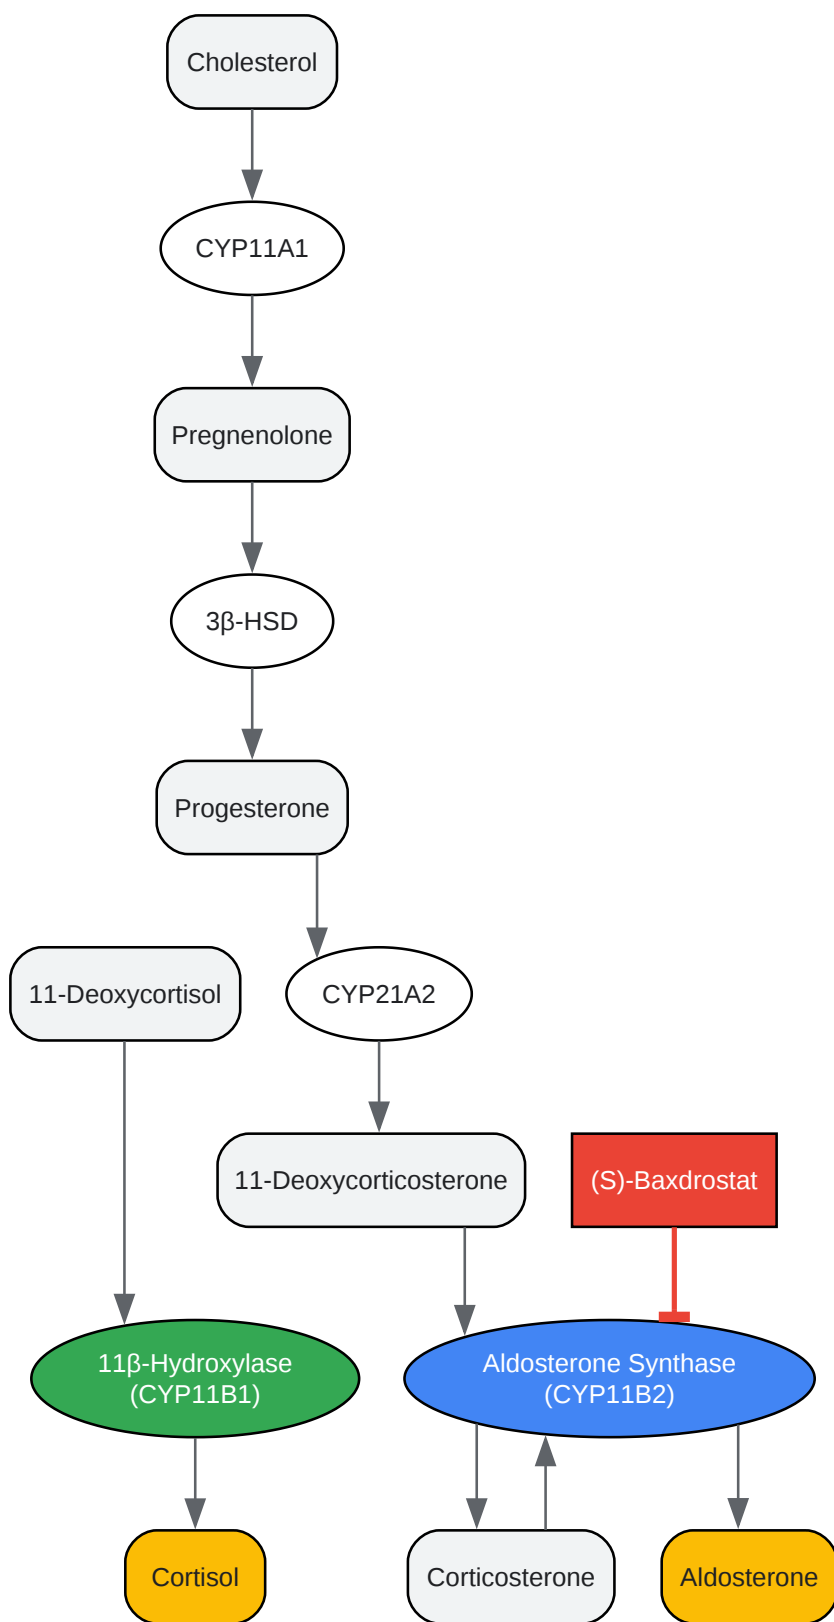 Cholesterol
CYP11A1
Pregnenolone
3β-HSD
Progesterone
11-Deoxycortisol
CYP21A2
11-Deoxycorticosterone
(S)-Baxdrostat
11β-Hydroxylase
(CYP11B1)
Aldosterone Synthase
(CYP11B2)
Cortisol
Corticosterone
Aldosterone